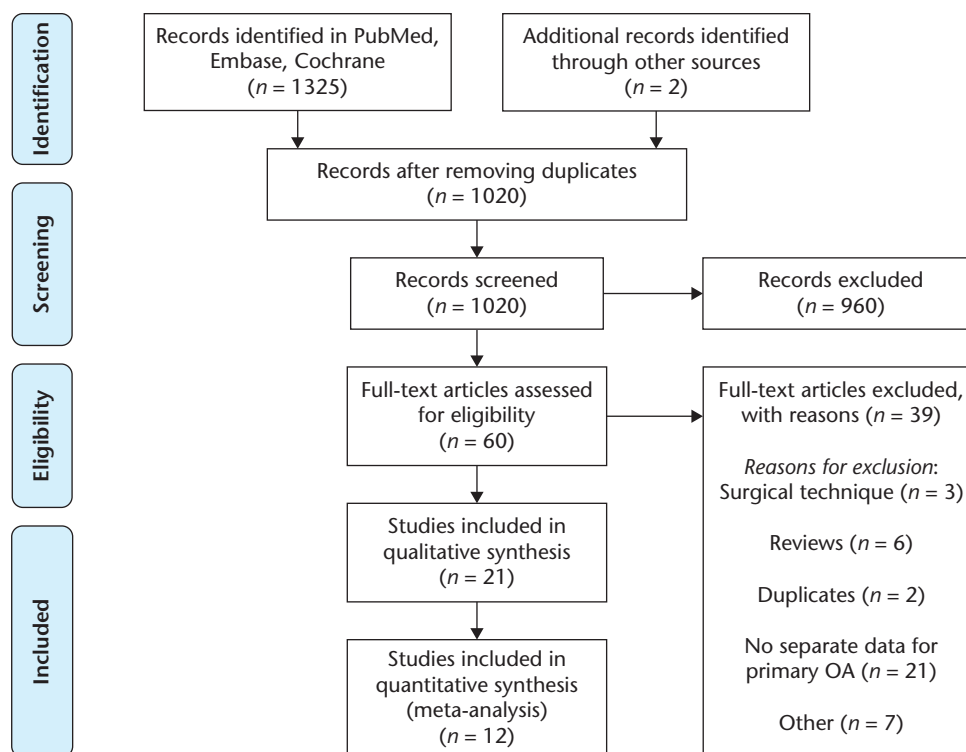 Identification
Records identified in PubMed,
Embase, Cochrane
(n = 1325)
Additional records identified
through other sources
(n = 2)
Records after removing duplicates
(n = 1020)
Screening
Records screened
(n = 1020)
Records excluded
(n = 960)
Eligibility
Full-text articles assessed
for eligibility
(n = 60)
Full-text articles excluded,
with reasons (n = 39)
Reasons for exclusion:
Surgical technique (n = 3)
Reviews (n = 6)
Duplicates (n = 2)
No separate data for
primary OA (n = 21)
Other (n = 7)
Studies included in
qualitative synthesis
(n = 21)
Included
Studies included in
quantitative synthesis
(meta-analysis)
(n = 12)